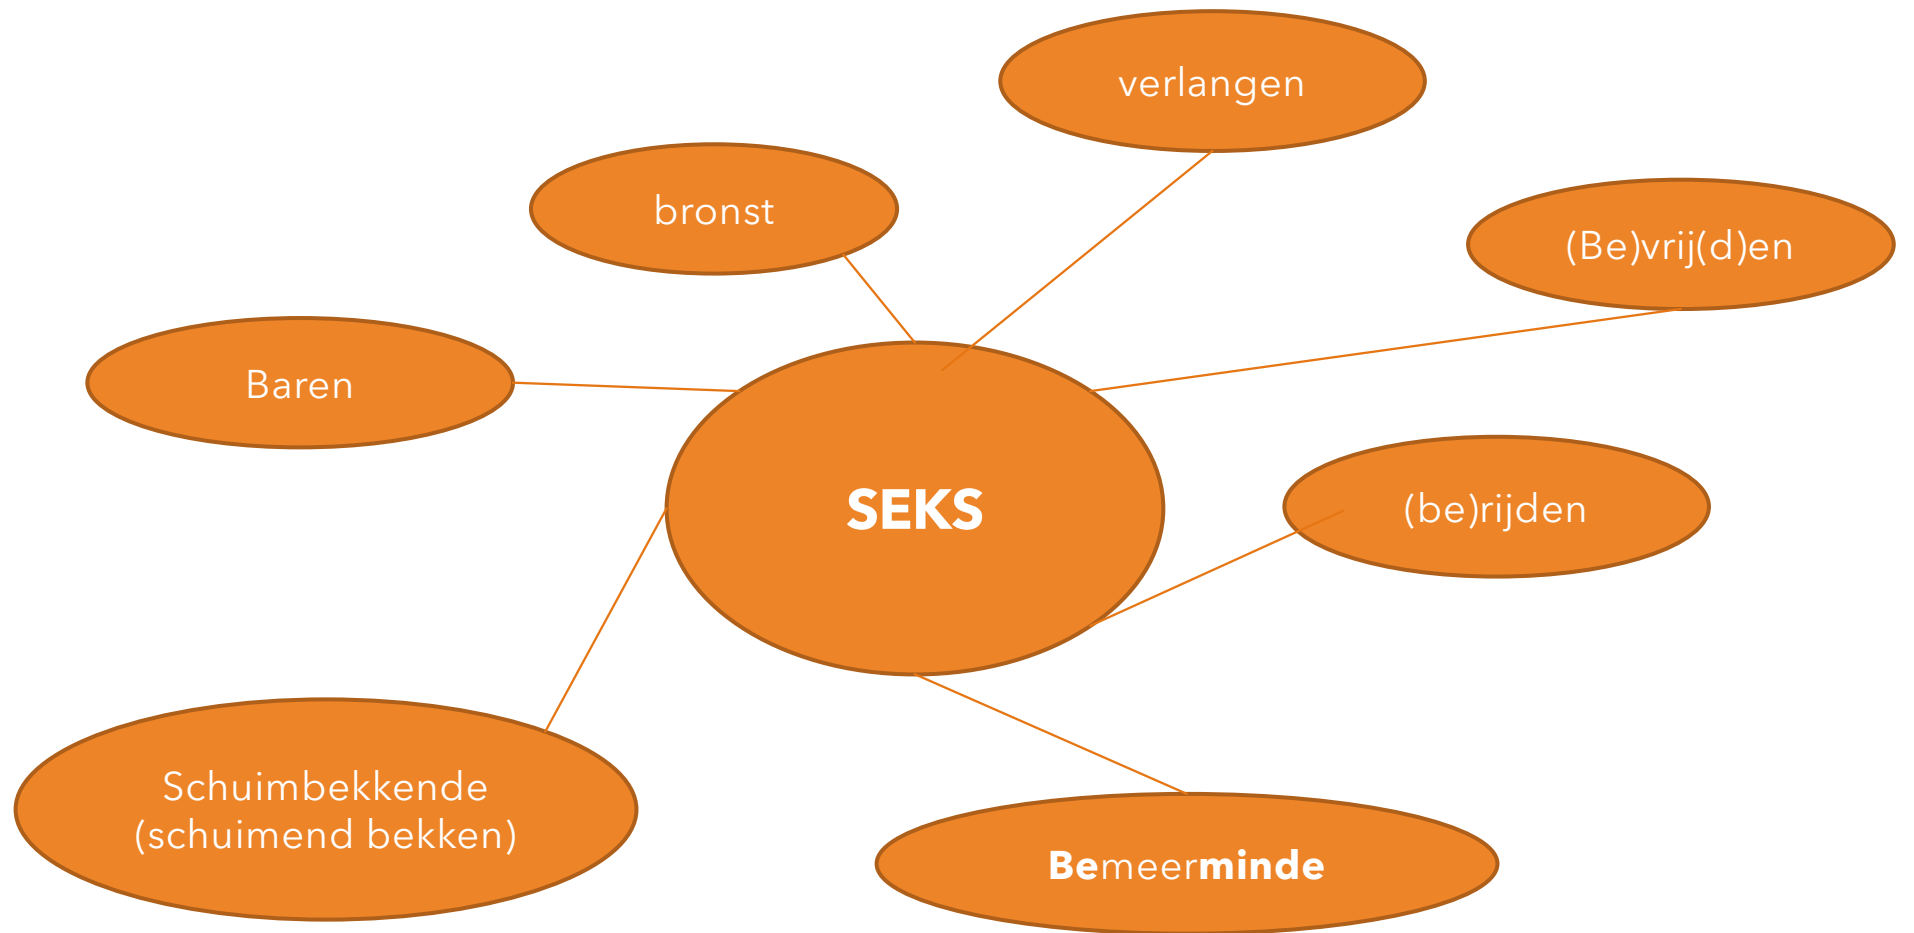 verlangen
bronst
(Be)vrij(d)en
Baren
SEKS
(be)rijden
Schuimbekkende
(schuimend bekken)
Bemeerminde